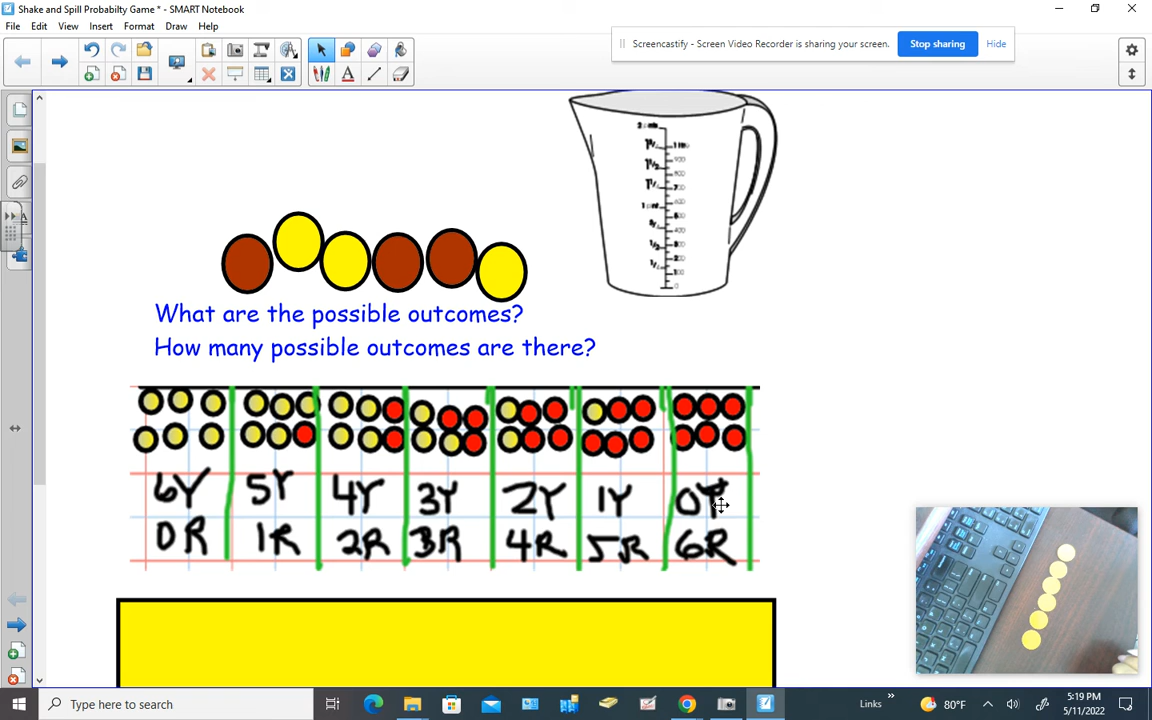 Shake and Spill Probabilty Game * - SMART Notebook
File Edit View Insert Format Draw Help
Screencastify - Screen Video Recorder is sharing your screen.
Stop sharing
Hide
What are the possible outcomes?
How many possible outcomes are there?
6Y 5Y 4Y 3Y 2Y 1Y 0Y
0R 1R 2R 3R 4R 5R 6R
Type here to search
Links
80°F
5:19 PM
5/11/2022